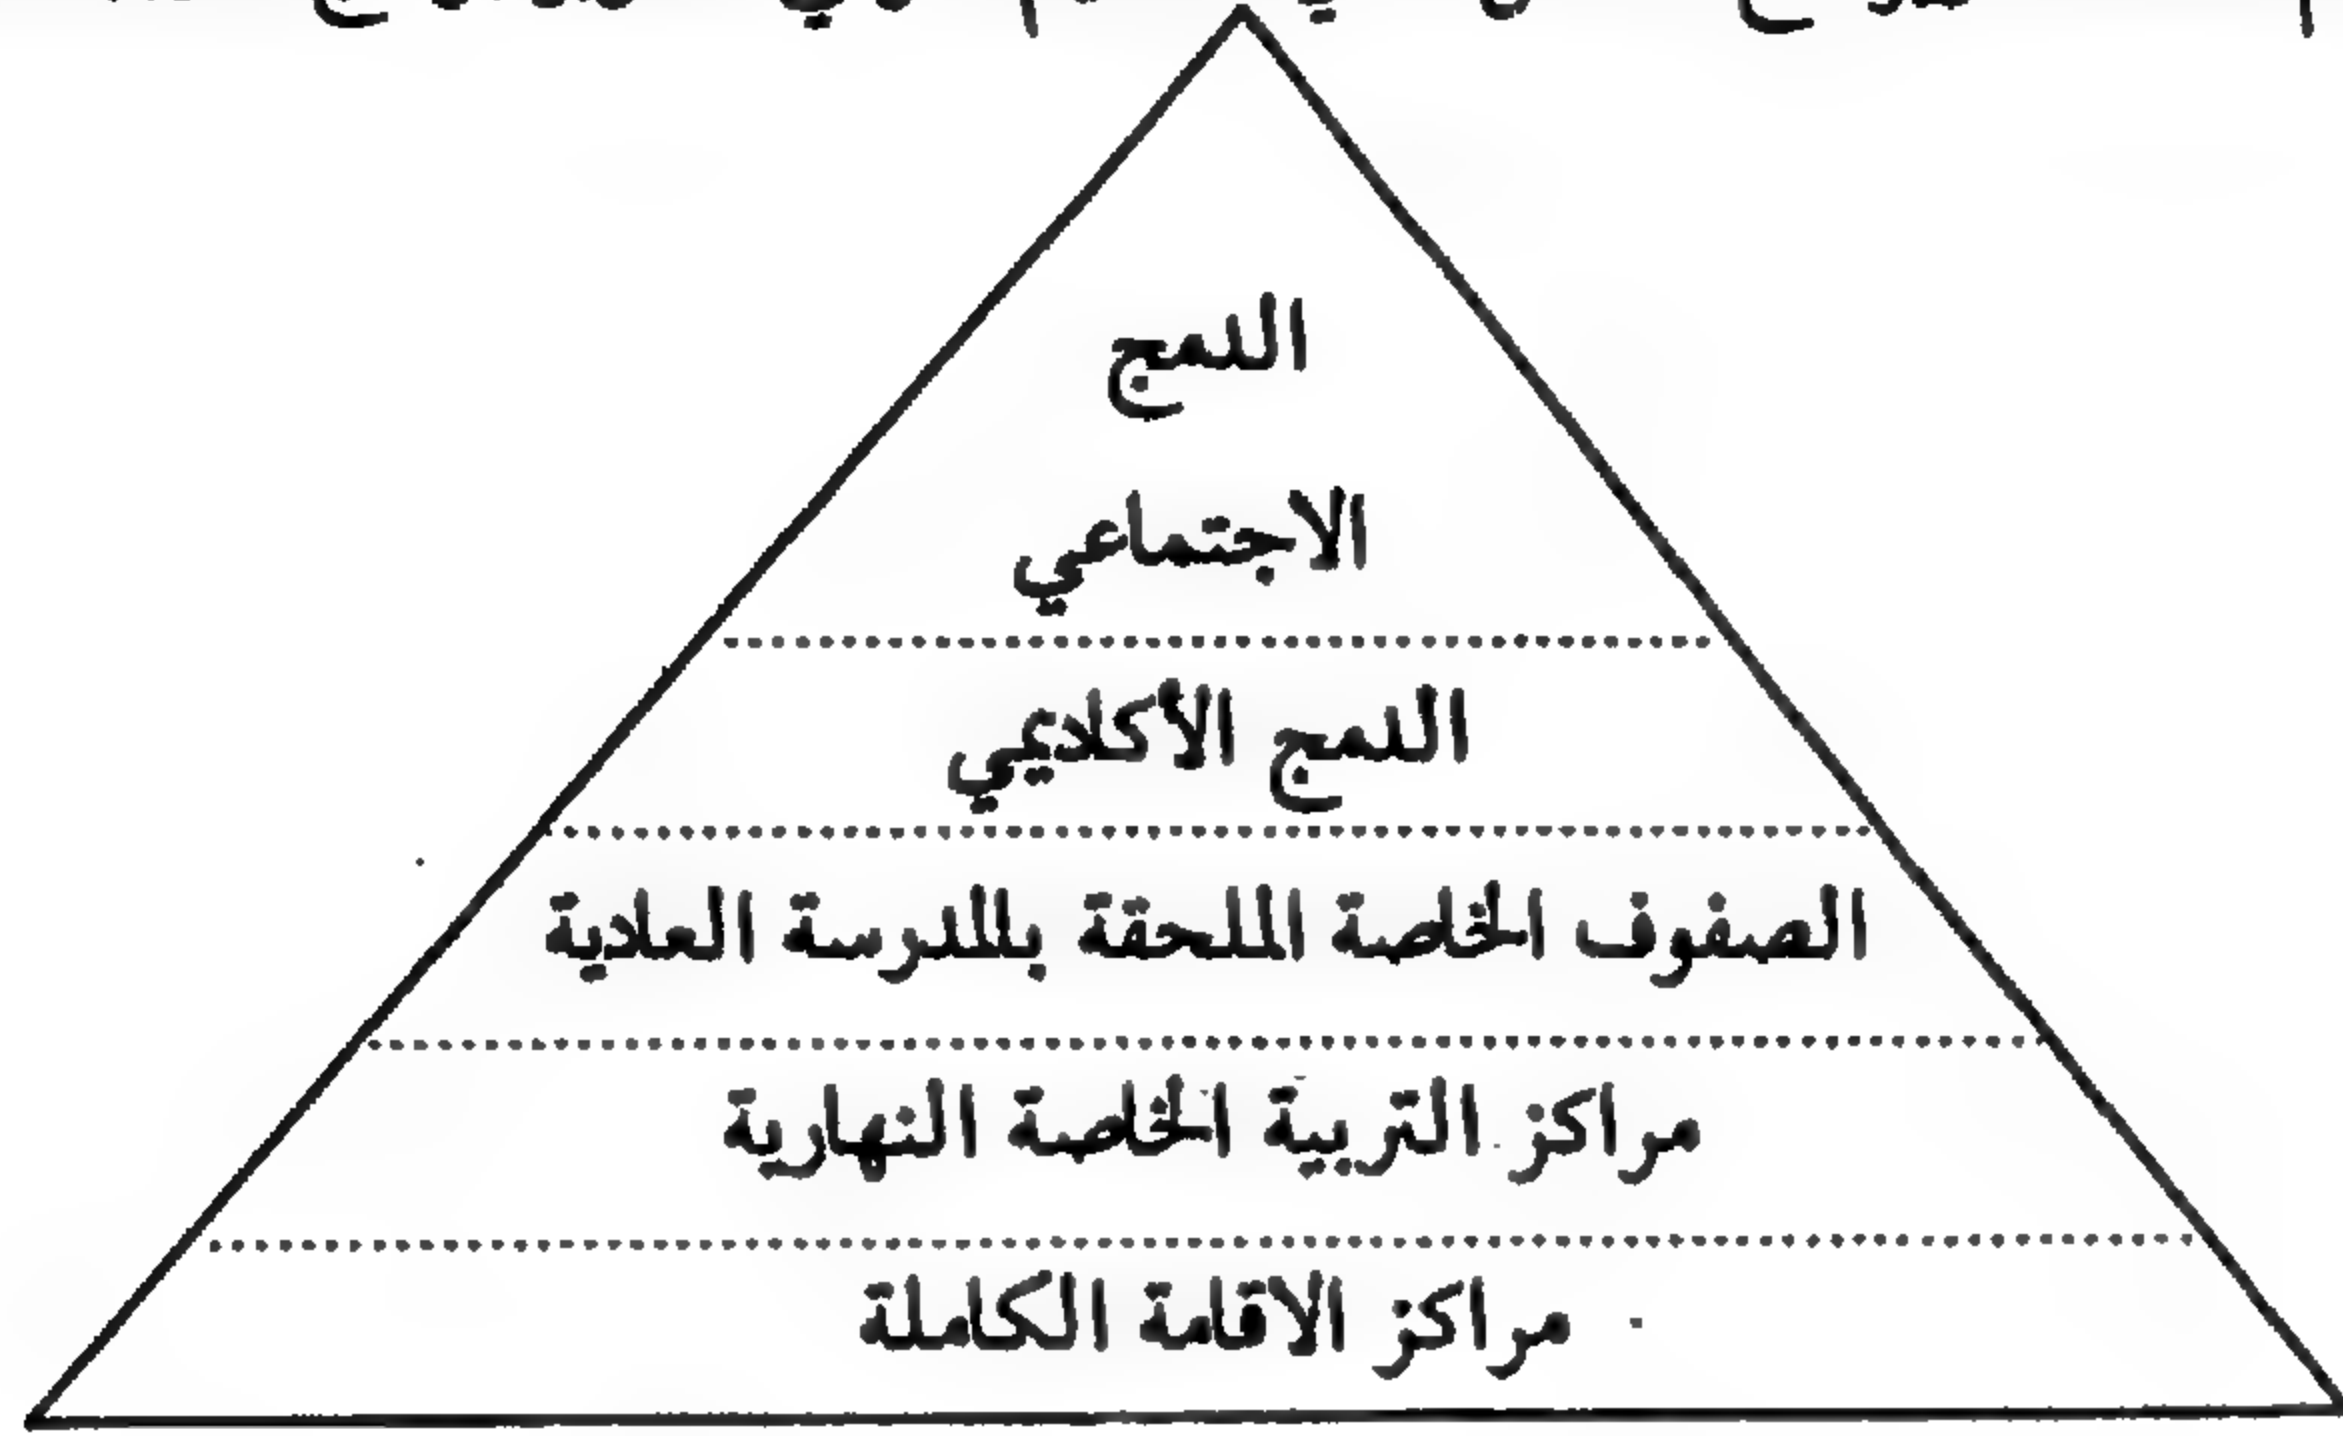 الدمج
الاجتماعي
الدمج الأكاديمي
الصفوف الخاصة الملحقة بالمدرسة العادية
مراكز التربية الخاصة النهارية
مراكز الاقامة الكاملة